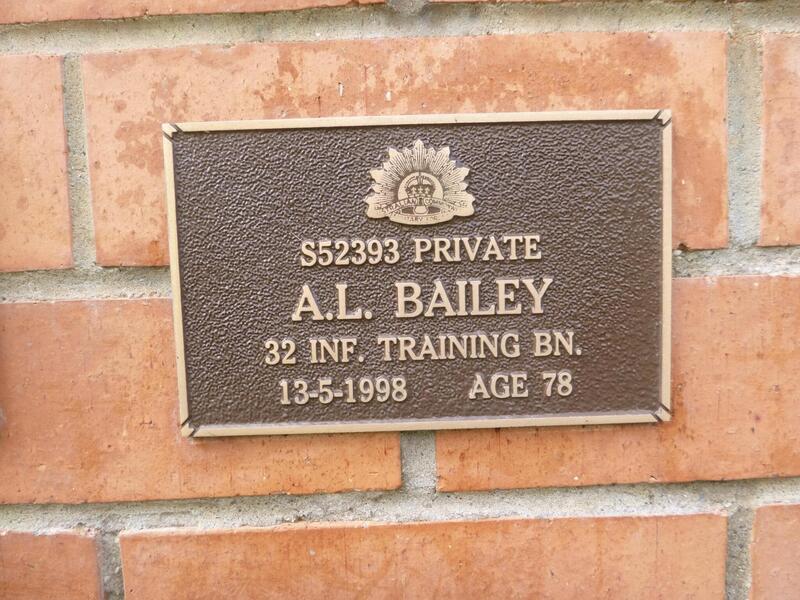 S52393 PRIVATE
A.L. BAILEY
32 INF. TRAINING BN.
13-5-1998 AGE 78